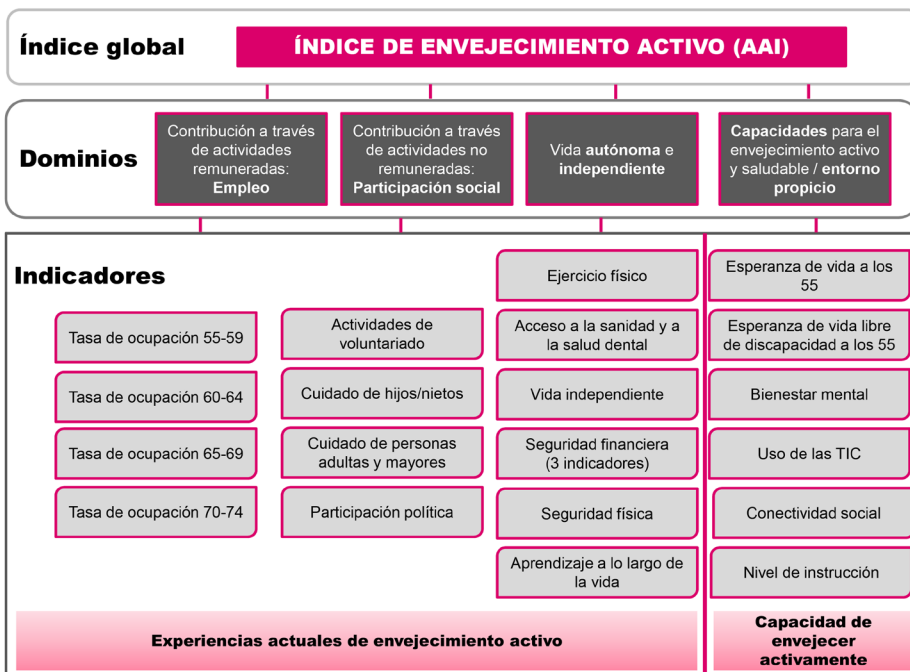 Índice global
ÍNDICE DE ENVEJECIMIENTO ACTIVO (AAI)
Dominios
Contribución a través
de actividades
remuneradas:
Empleo
Contribución a través
de actividades no
remuneradas:
Participación social
Vida autónoma e
independiente
Capacidades para el
envejecimiento activo
y saludable / entorno
propicio
Indicadores
Tasa de ocupación 55-59
Tasa de ocupación 60-64
Tasa de ocupación 65-69
Tasa de ocupación 70-74
Actividades de
voluntariado
Cuidado de hijos/nietos
Cuidado de personas
adultas y mayores
Participación política
Ejercicio físico
Acceso a la sanidad y a
la salud dental
Vida independiente
Seguridad financiera
(3 indicadores)
Seguridad física
Aprendizaje a lo largo de
la vida
Esperanza de vida a los
55
Esperanza de vida libre
de discapacidad a los 55
Bienestar mental
Uso de las TIC
Conectividad social
Nivel de instrucción
Experiencias actuales de envejecimiento activo
Capacidad de
envejecer
activamente